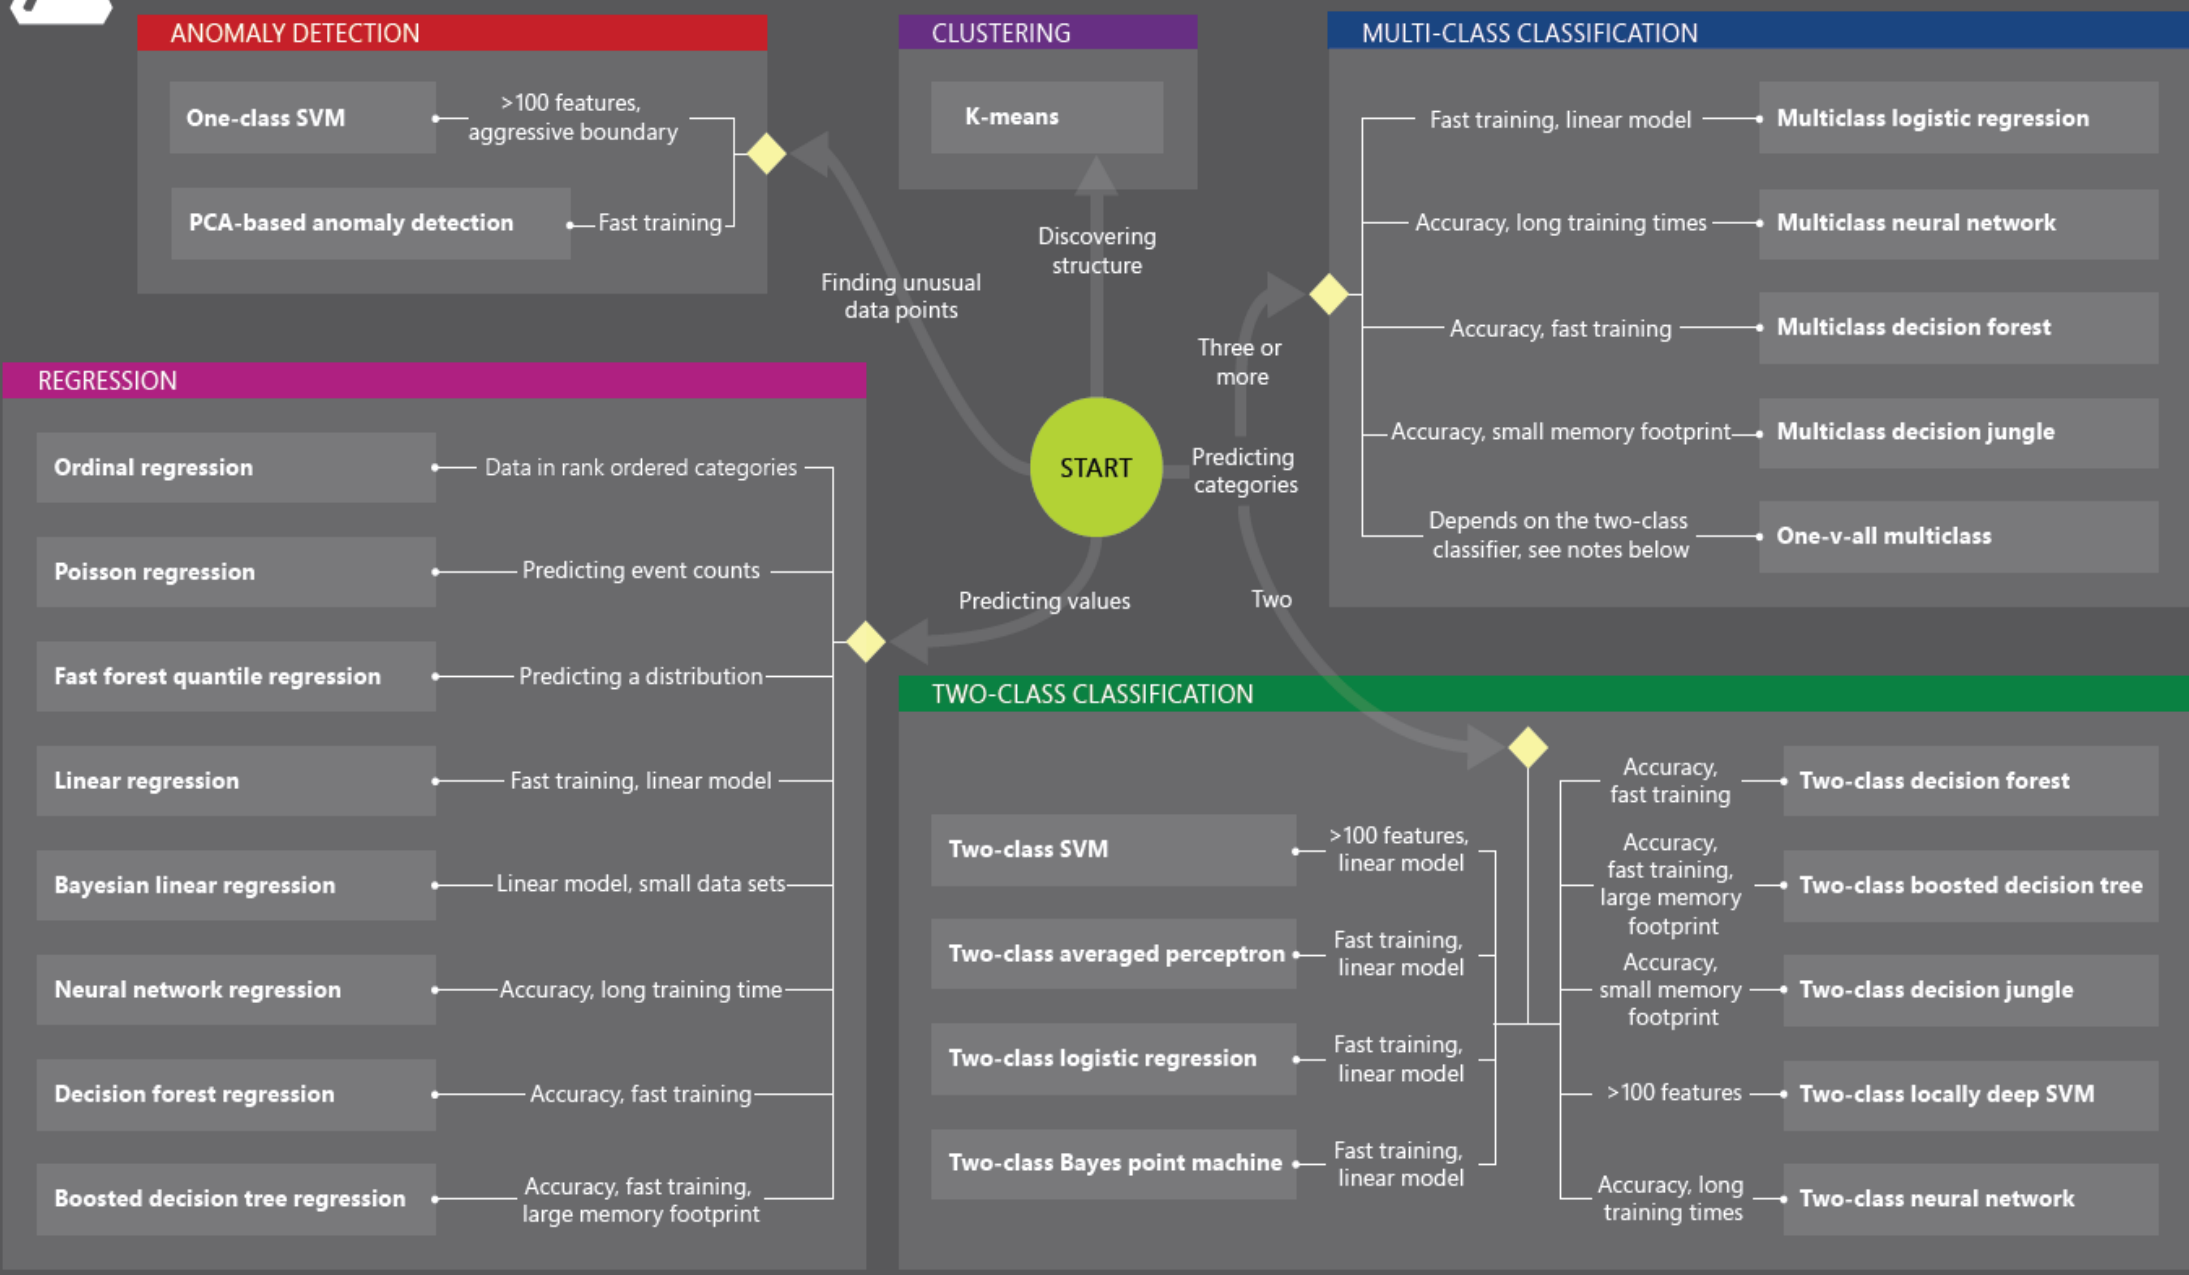 ANOMALY DETECTION
One-class SVM
>100 features,
aggressive boundary
PCA-based anomaly detection
Fast training
CLUSTERING
K-means
Discovering
structure
Finding unusual
data points
MULTI-CLASS CLASSIFICATION
Fast training, linear model
Multiclass logistic regression
Accuracy, long training times
Multiclass neural network
Accuracy, fast training
Multiclass decision forest
Accuracy, small memory footprint
Multiclass decision jungle
Depends on the two-class
classifier, see notes below
One-v-all multiclass
Three or
more
START
Predicting
categories
Predicting values
Two
REGRESSION
Ordinal regression
Data in rank ordered categories
Poisson regression
Predicting event counts
Fast forest quantile regression
Predicting a distribution
Linear regression
Fast training, linear model
Bayesian linear regression
Linear model, small data sets
Neural network regression
Accuracy, long training time
Decision forest regression
Accuracy, fast training
Boosted decision tree regression
Accuracy, fast training,
large memory footprint
TWO-CLASS CLASSIFICATION
Two-class SVM
>100 features,
linear model
Two-class averaged perceptron
Fast training,
linear model
Two-class logistic regression
Fast training,
linear model
Two-class Bayes point machine
Fast training,
linear model
Accuracy,
fast training
Two-class decision forest
Accuracy,
fast training,
large memory
footprint
Two-class boosted decision tree
Accuracy,
small memory
footprint
Two-class decision jungle
>100 features
Two-class locally deep SVM
Accuracy, long
training times
Two-class neural network